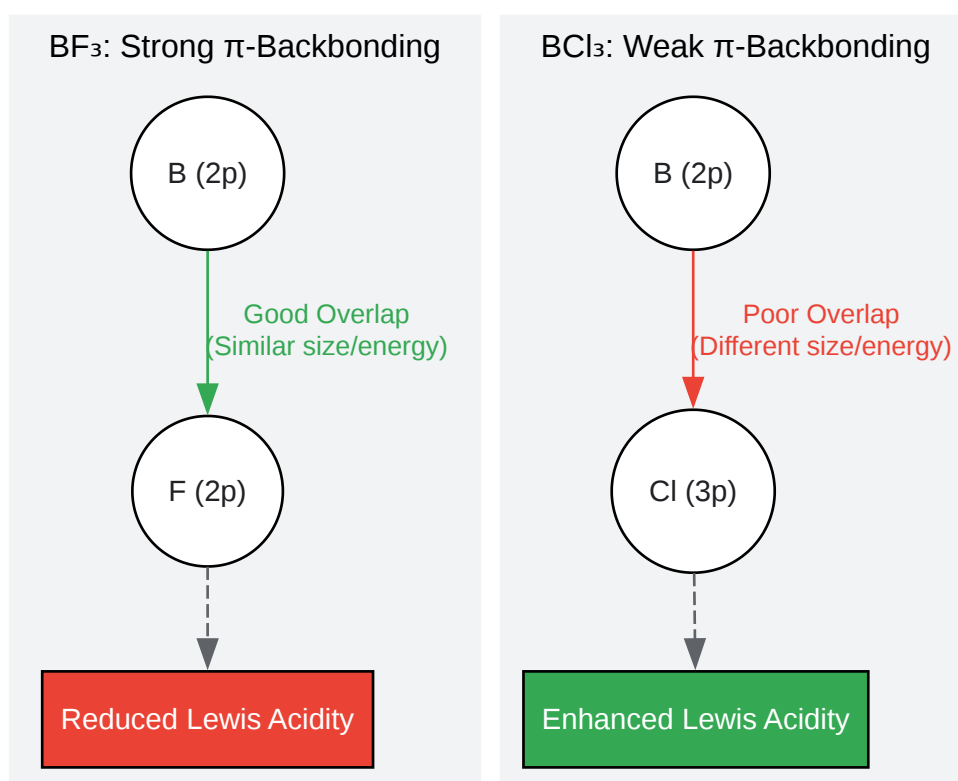 BF₃: Strong π-Backbonding
B (2p)
Good Overlap
(Similar size/energy)
F (2p)
Reduced Lewis Acidity
BCl₃: Weak π-Backbonding
B (2p)
Poor Overlap
(Different size/energy)
Cl (3p)
Enhanced Lewis Acidity